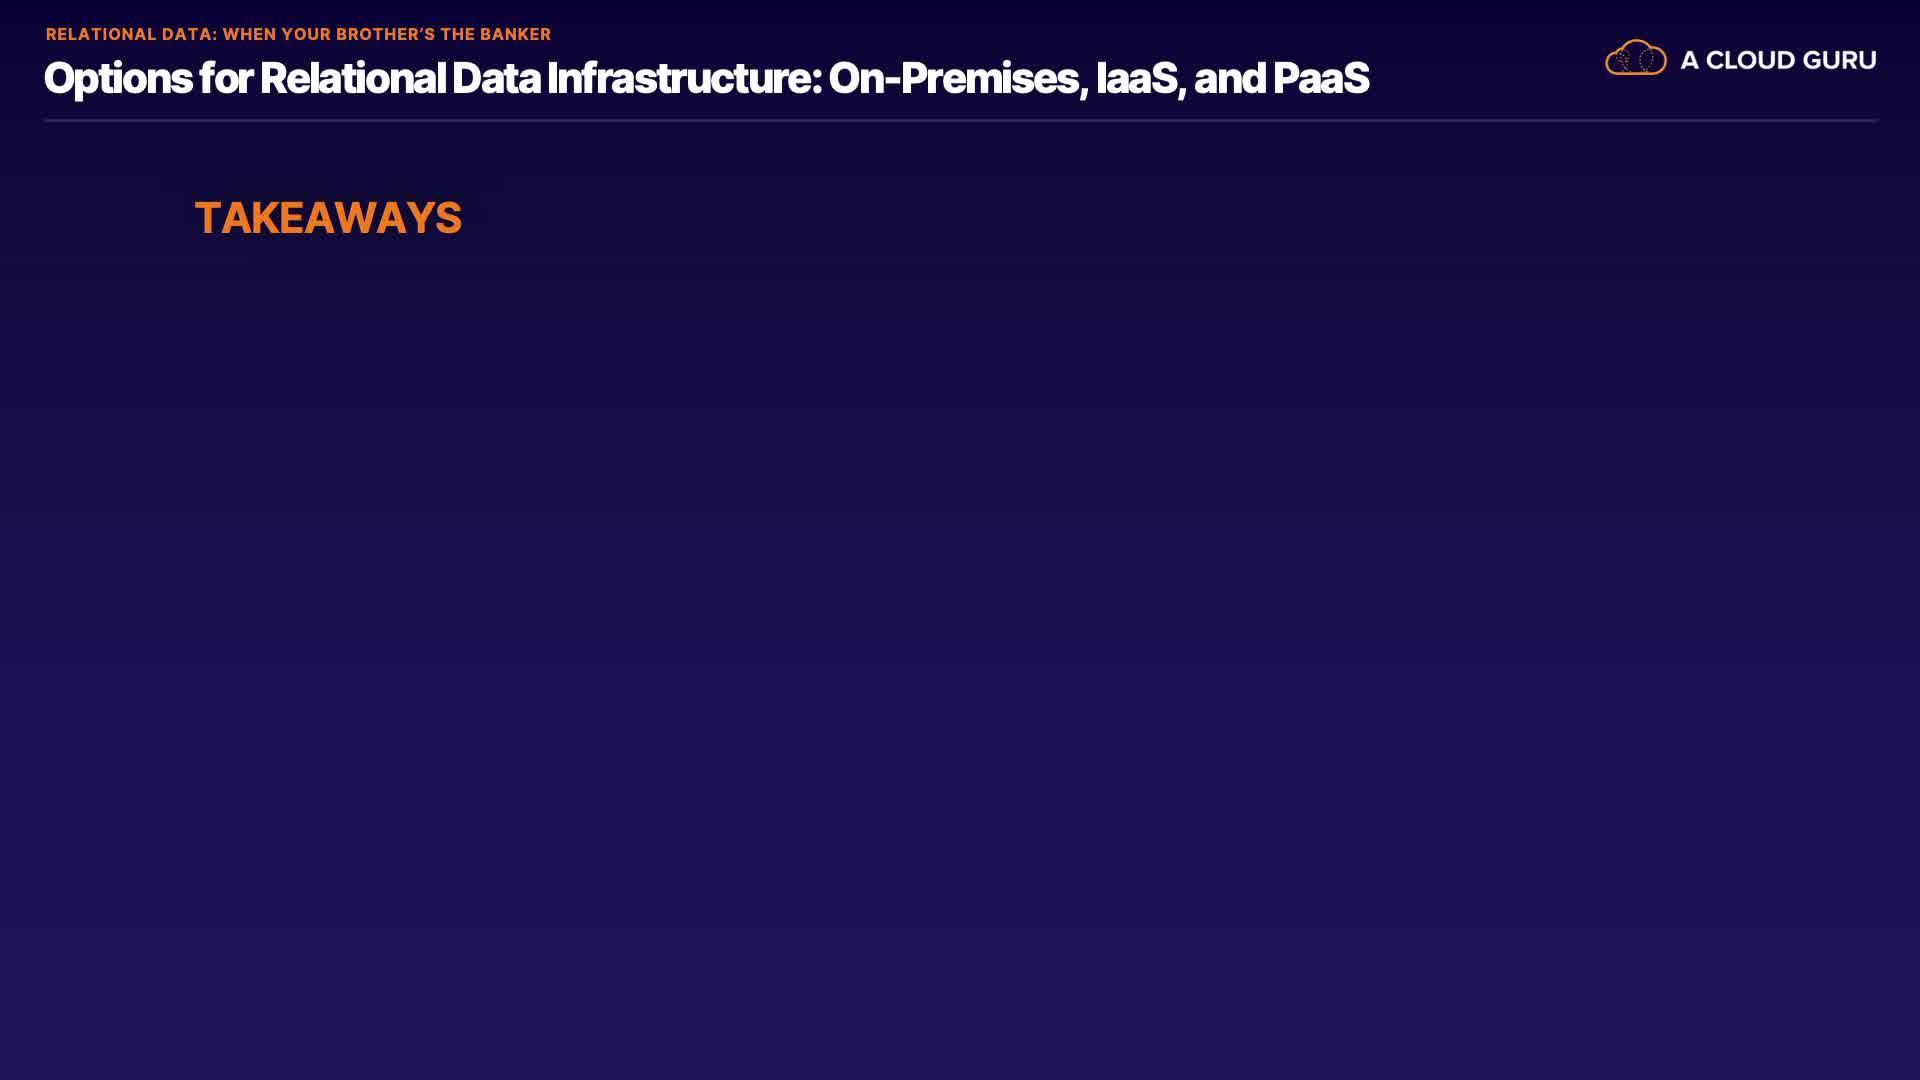 RELATIONAL DATA: WHEN YOUR BROTHER’S THE BANKER
Options for Relational Data Infrastructure: On-Premises, IaaS, and PaaS
A CLOUD GURU
TAKEAWAYS